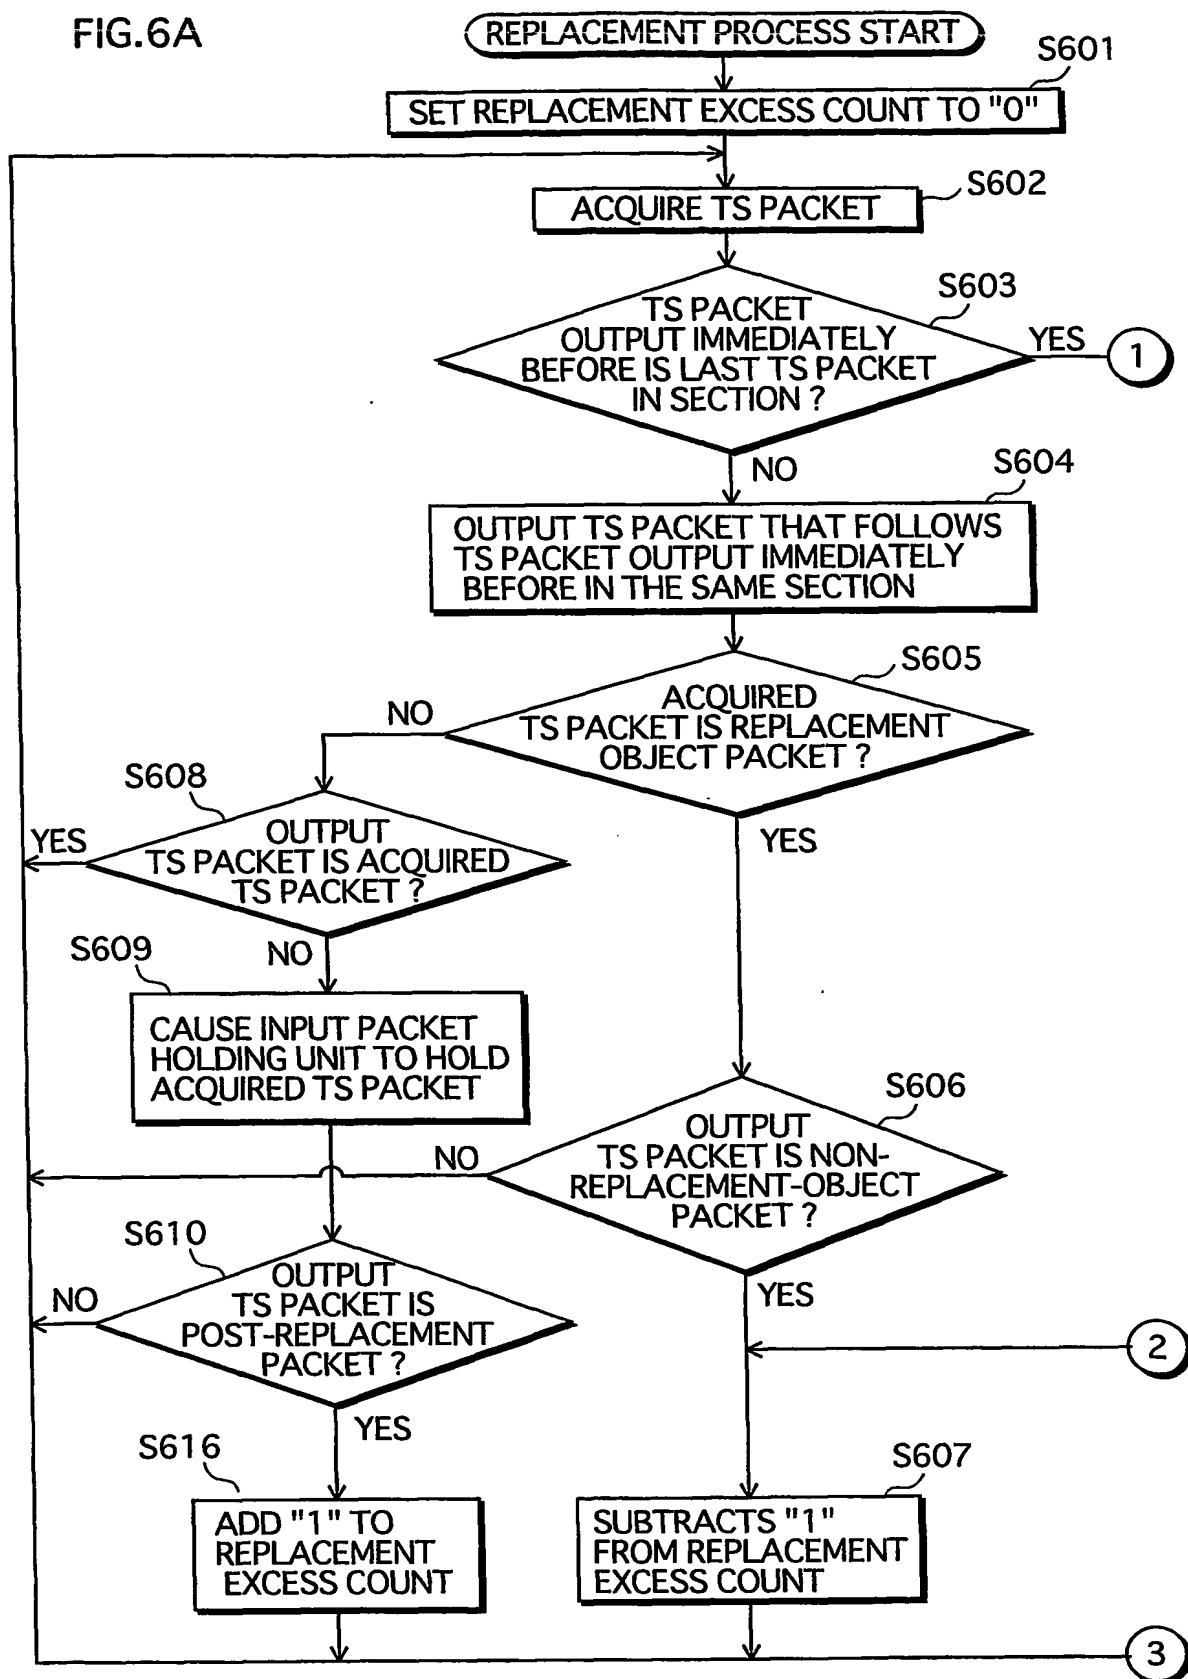 FIG.6A
REPLACEMENT PROCESS START
S601
SET REPLACEMENT EXCESS COUNT TO "0"
S602
ACQUIRE TS PACKET
S603
TS PACKET
OUTPUT IMMEDIATELY
BEFORE IS LAST TS PACKET
IN SECTION ?
YES
1
NO
S604
OUTPUT TS PACKET THAT FOLLOWS
TS PACKET OUTPUT IMMEDIATELY
BEFORE IN THE SAME SECTION
S605
ACQUIRED
TS PACKET IS REPLACEMENT
OBJECT PACKET ?
NO
YES
S608
OUTPUT
TS PACKET IS ACQUIRED
TS PACKET ?
YES
NO
S609
CAUSE INPUT PACKET
HOLDING UNIT TO HOLD
ACQUIRED TS PACKET
S606
OUTPUT
TS PACKET IS NON-
REPLACEMENT-OBJECT
PACKET ?
NO
YES
S610
OUTPUT
TS PACKET IS
POST-REPLACEMENT
PACKET ?
NO
YES
2
S616
ADD "1" TO
REPLACEMENT
EXCESS COUNT
S607
SUBTRACTS "1"
FROM REPLACEMENT
EXCESS COUNT
3